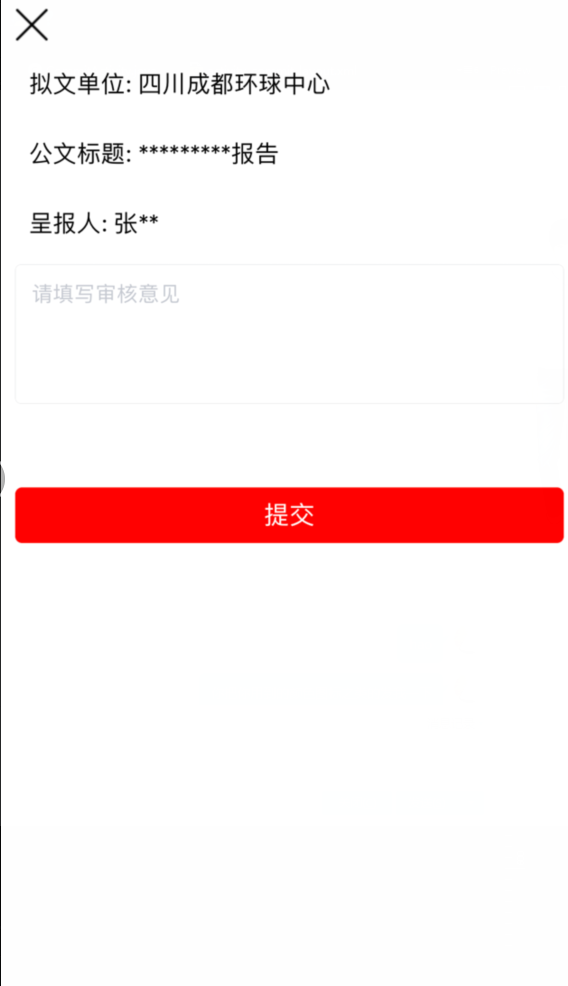 拟文单位: 四川成都环球中心
公文标题: *********报告
呈报人: 张**
请填写审核意见
提交